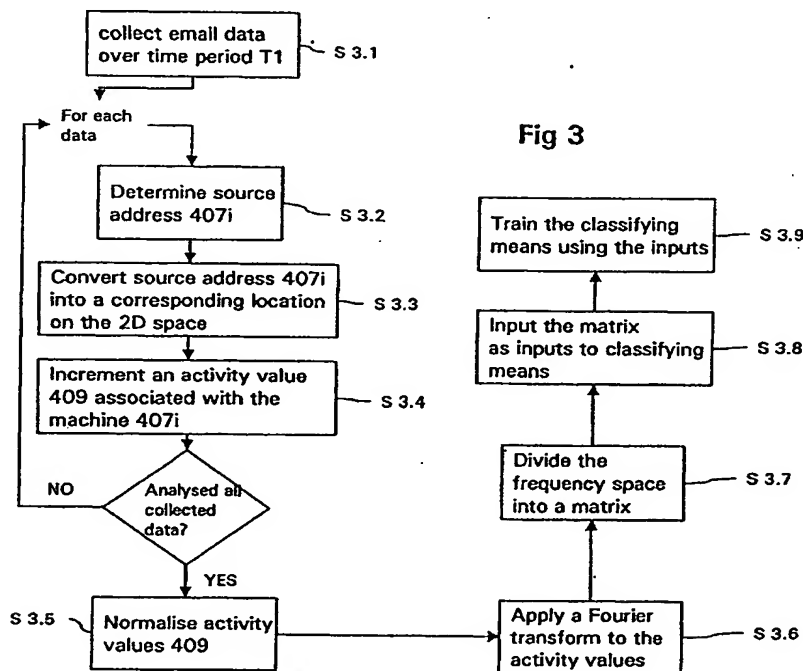 collect email data
over time period T1
S 3.1
For each
data
Fig 3
Determine source
address 407i
S 3.2
Convert source address 407i
into a corresponding location
on the 2D space
S 3.3
Increment an activity value
409 associated with the
machine 407i
S 3.4
NO
Analysed all
collected
data?
YES
S 3.5
Normalise activity
values 409
Apply a Fourier
transform to the
activity values
S 3.6
Divide the
frequency space
into a matrix
S 3.7
Input the matrix
as inputs to classifying
means
S 3.8
Train the classifying
means using the inputs
S 3.9